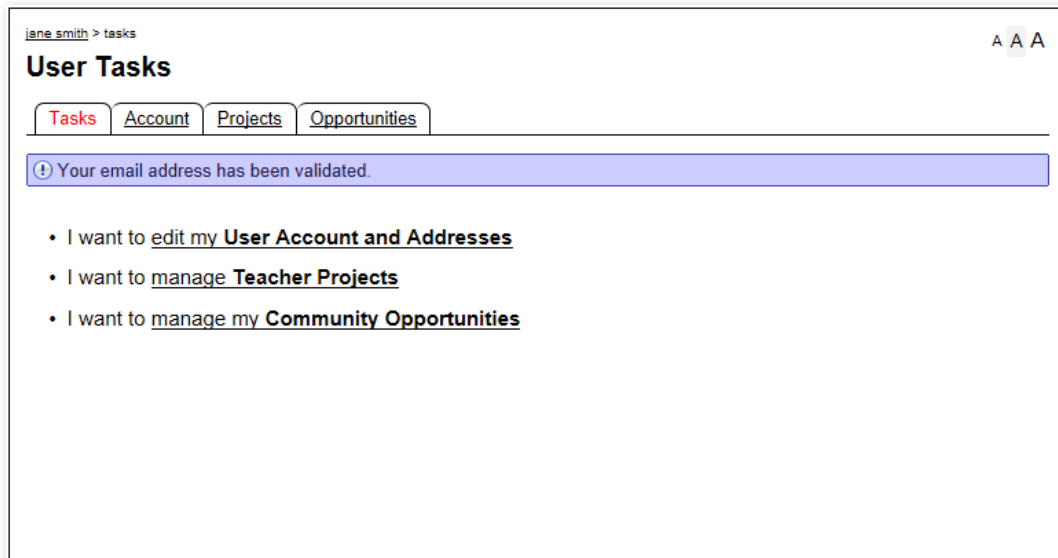 jane smith > tasks
A A A
User Tasks
Tasks Account Projects Opportunities
Your email address has been validated.
• I want to edit my User Account and Addresses
• I want to manage Teacher Projects
• I want to manage my Community Opportunities